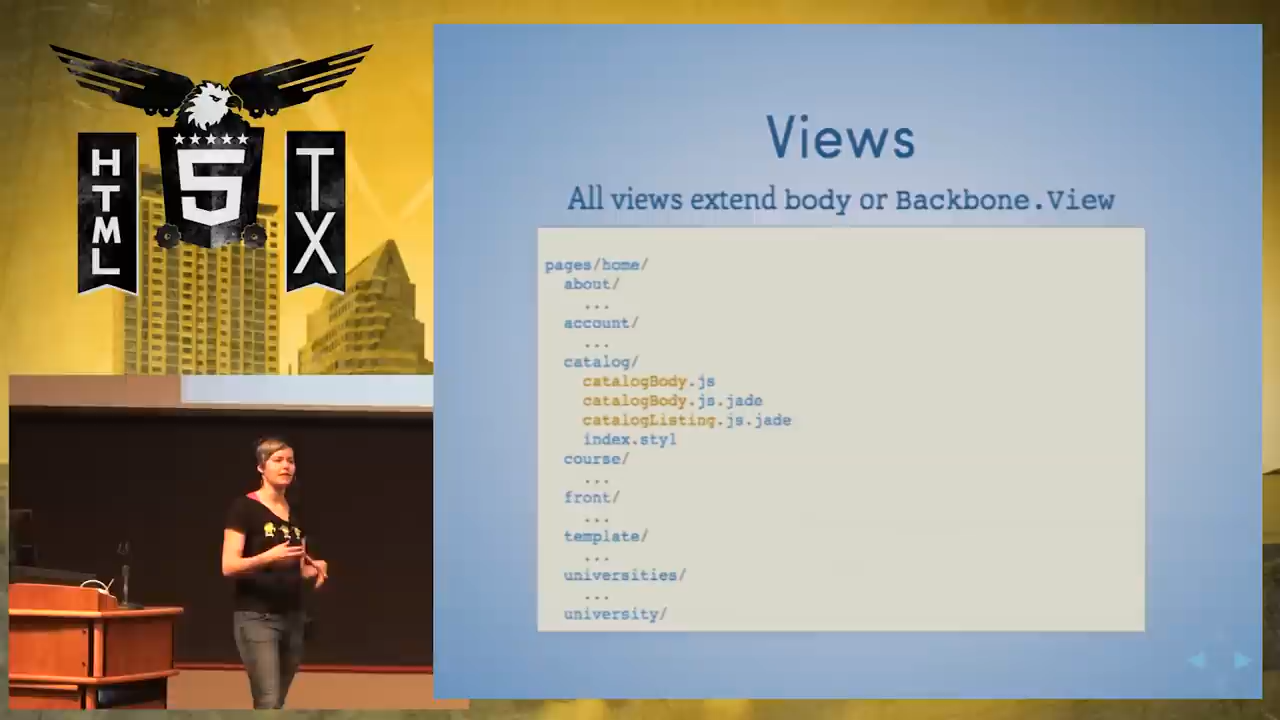 HTML
5
TX
Views
All views extend body or Backbone.View
pages/home/
about/
...
account/
...
catalog/
catalogBody.js
catalogBody.js.jade
catalogListing.js.jade
index.styl
course/
...
front/
...
template/
...
universities/
...
university/